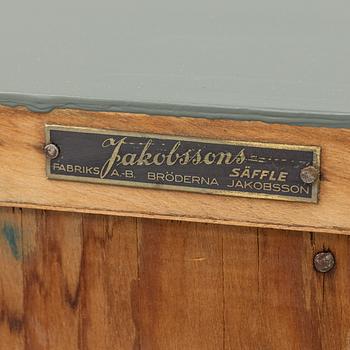 Jakobssons
SÄFFLE
FABRIKS A.-B. BRÖDERNA JAKOBSSON